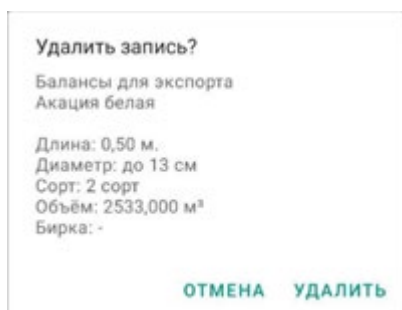 Удалить запись?
Балансы для экспорта
Акация белая
Длина: 0,50 м.
Диаметр: до 13 см
Сорт: 2 сорт
Объём: 2533,000 м³
Бирка: -
ОТМЕНА УДАЛИТЬ